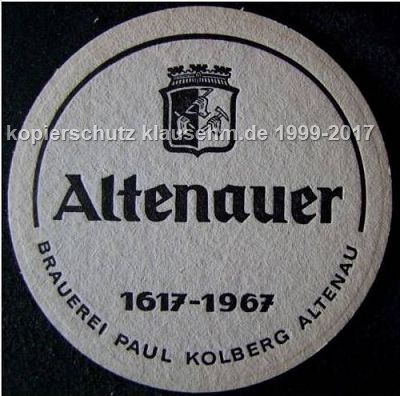 kopierschutz klausehm.de 1999-2017
Altenauer
1617-1967
BRAUEREI PAUL KOLBERG ALTENAU